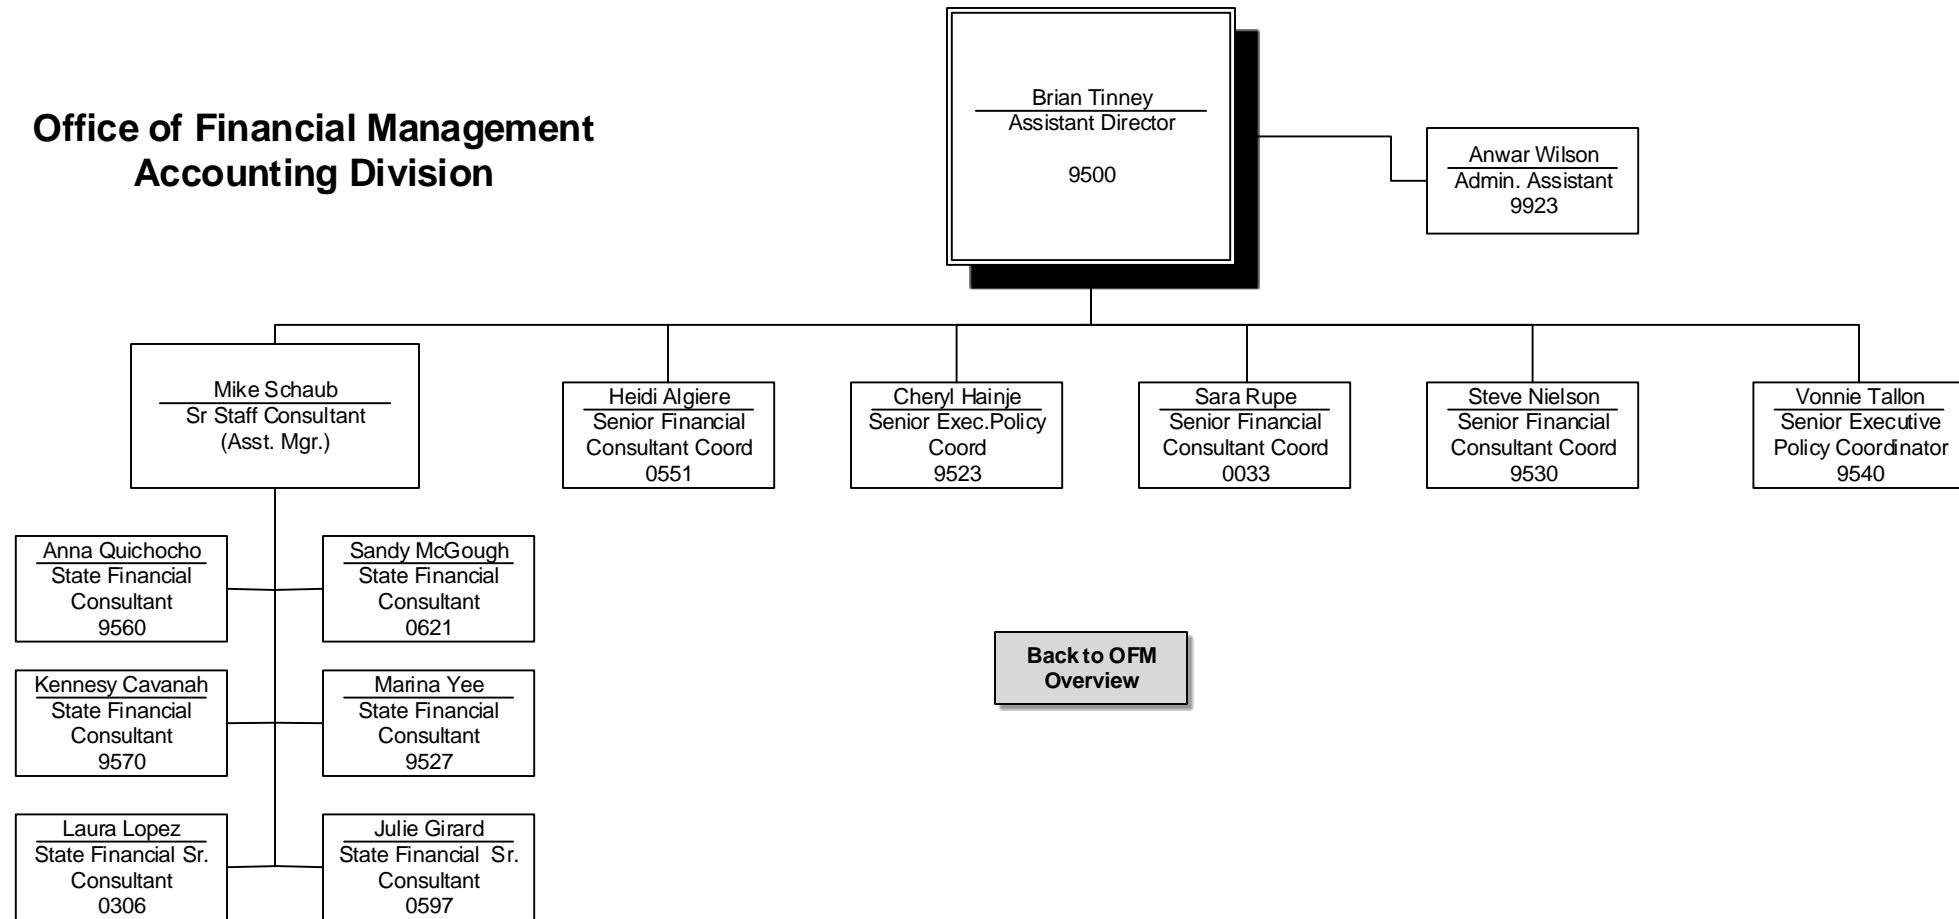 Office of Financial Management
Accounting Division
Brian Tinney
Assistant Director
9500
Anwar Wilson
Admin. Assistant
9923
Mike Schaub
Sr Staff Consultant
(Asst. Mgr.)
Heidi Algiere
Senior Financial
Consultant Coord
0551
Cheryl Hainje
Senior Exec.Policy
Coord
9523
Sara Rupe
Senior Financial
Consultant Coord
0033
Steve Nielson
Senior Financial
Consultant Coord
9530
Vonnie Tallon
Senior Executive
Policy Coordinator
9540
Anna Quichocho
State Financial
Consultant
9560
Sandy McGough
State Financial
Consultant
0621
Kennesy Cavanah
State Financial
Consultant
9570
Marina Yee
State Financial
Consultant
9527
Laura Lopez
State Financial Sr.
Consultant
0306
Julie Girard
State Financial Sr.
Consultant
0597
Back to OFM
Overview